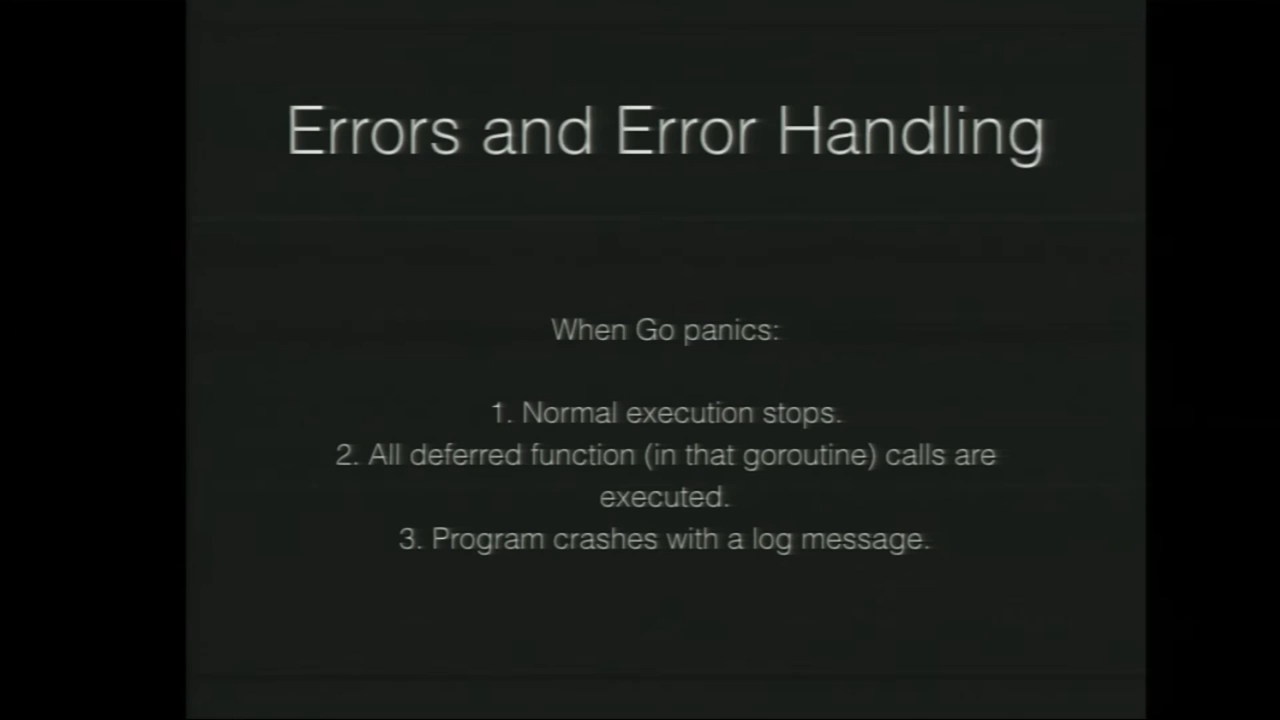 Errors and Error Handling
When Go panics:
1. Normal execution stops.
2. All deferred function (in that goroutine) calls are
executed.
3. Program crashes with a log message.